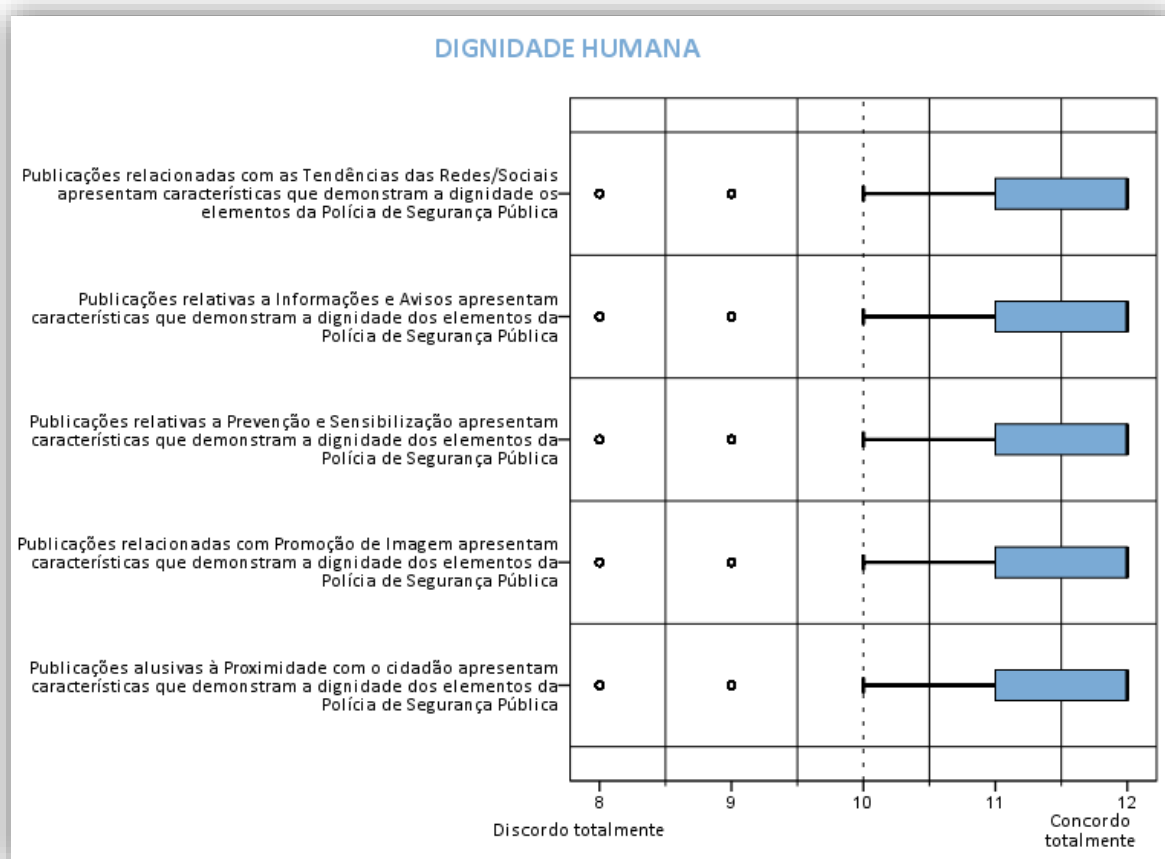 DIGNIDADE HUMANA
Publicações relacionadas com as Tendências das Redes/Sociais
apresentam características que demonstram a dignidade os
elementos da Polícia de Segurança Pública
Publicações relativas a Informações e Avisos apresentam
características que demonstram a dignidade dos elementos da
Polícia de Segurança Pública
Publicações relativas a Prevenção e Sensibilização apresentam
características que demonstram a dignidade dos elementos da
Polícia de Segurança Pública
Publicações relacionadas com Promoção de Imagem apresentam
características que demonstram a dignidade dos elementos da
Polícia de Segurança Pública
Publicações alusivas à Proximidade com o cidadão apresentam
características que demonstram a dignidade dos elementos da
Polícia de Segurança Pública
8 9 10 11 12
Discordo totalmente
Concordo
totalmente